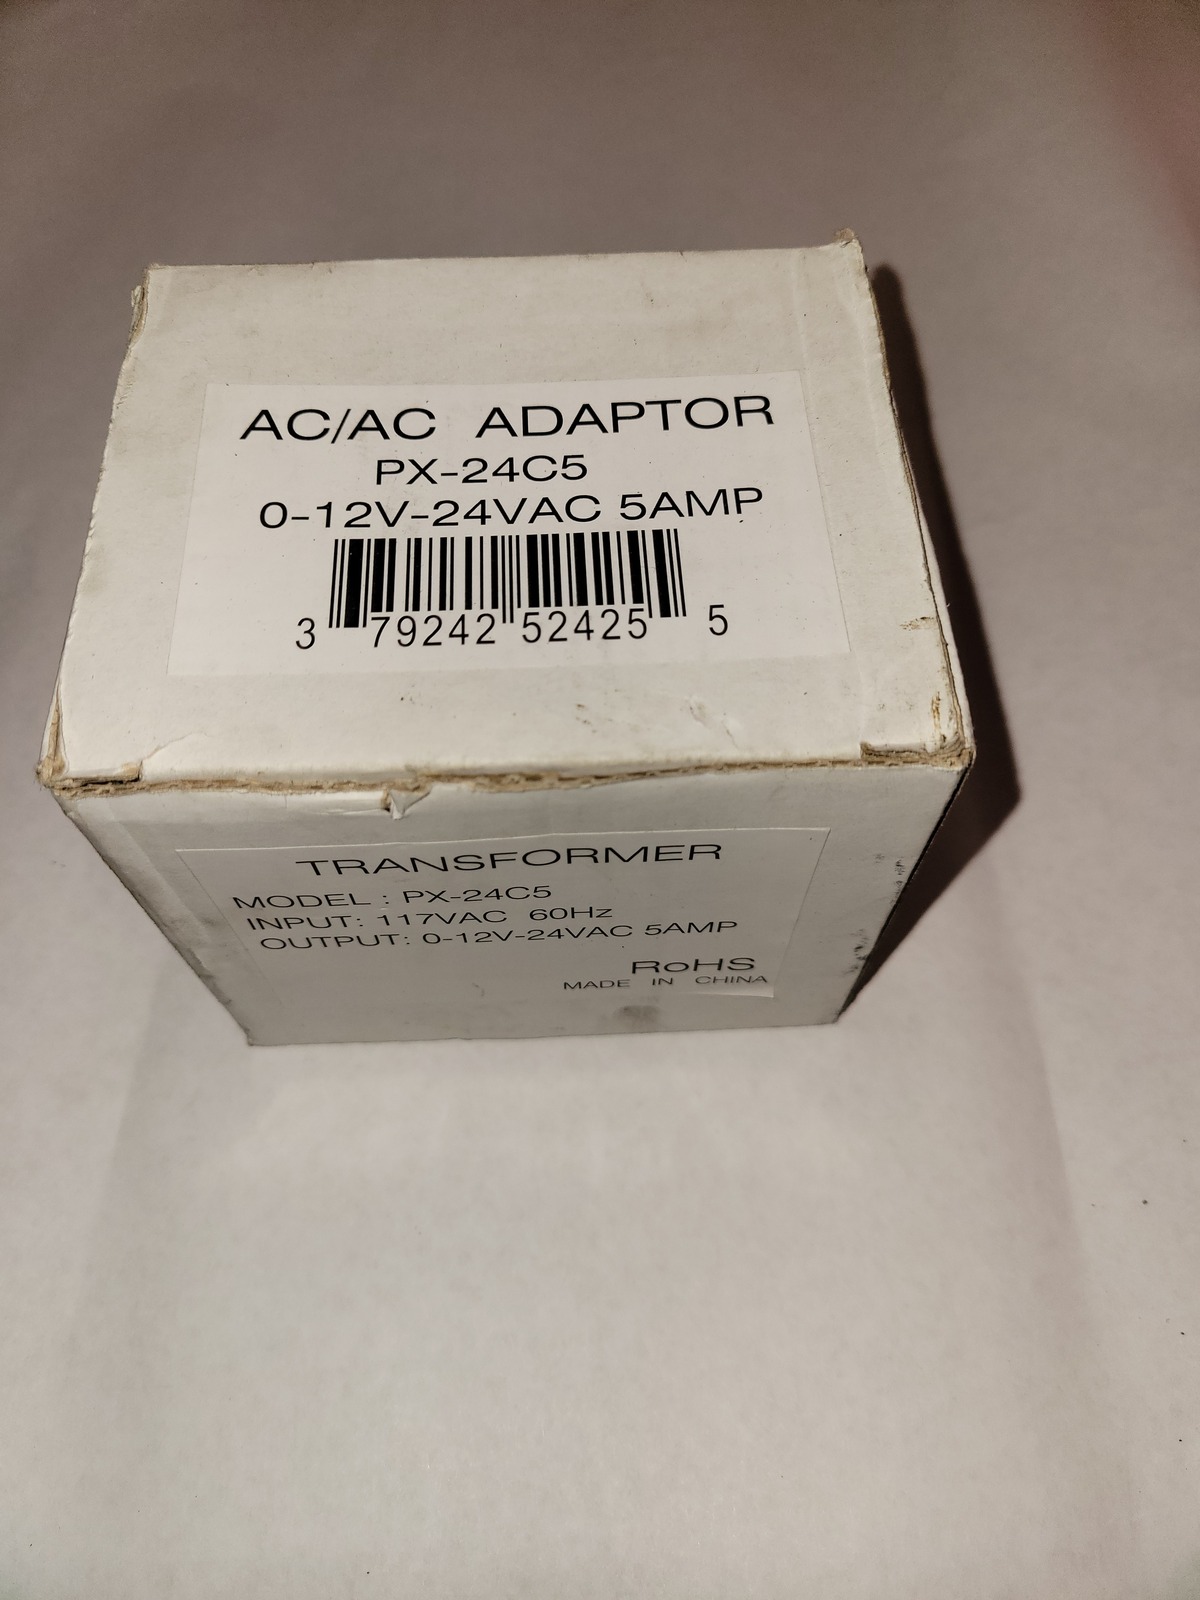 AC/AC ADAPTOR
PX-24C5
0-12V-24VAC 5AMP
3 79242 52425 5
TRANSFORMER
MODEL : PX-24C5
INPUT: 117VAC 60Hz
OUTPUT: 0-12V-24VAC 5AMP
RoHS
MADE IN CHINA